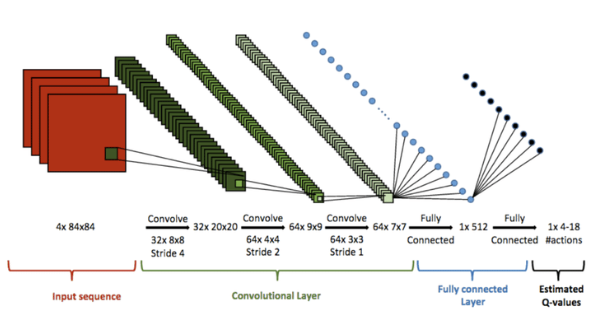 4x 84x84
Convolve
32x 8x8
Stride 4
32x 20x20
Convolve
64x 4x4
Stride 2
64x 9x9
Convolve
64x 3x3
Stride 1
64x 7x7
Fully
Connected
1x 512
Fully
Connected
1x 4-18
#actions
Input sequence
Convolutional Layer
Fully connected
Layer
Estimated
Q-values